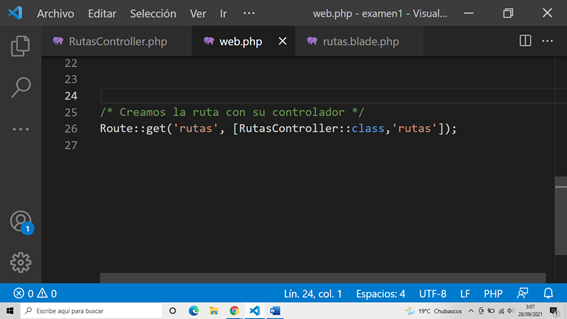 Archivo Editar Selección Ver Ir ··· web.php - examen1 - Visual...
RutasController.php web.php rutas.blade.php
22
23
24
25 /* Creamos la ruta con su controlador */
26 Route::get('rutas', [RutasController::class,'rutas']);
27
1
0 0 Lín. 24, col. 1 Espacios: 4 UTF-8 LF PHP
Escribe aquí para buscar 19°C Chubascos 3:07
28/09/2021